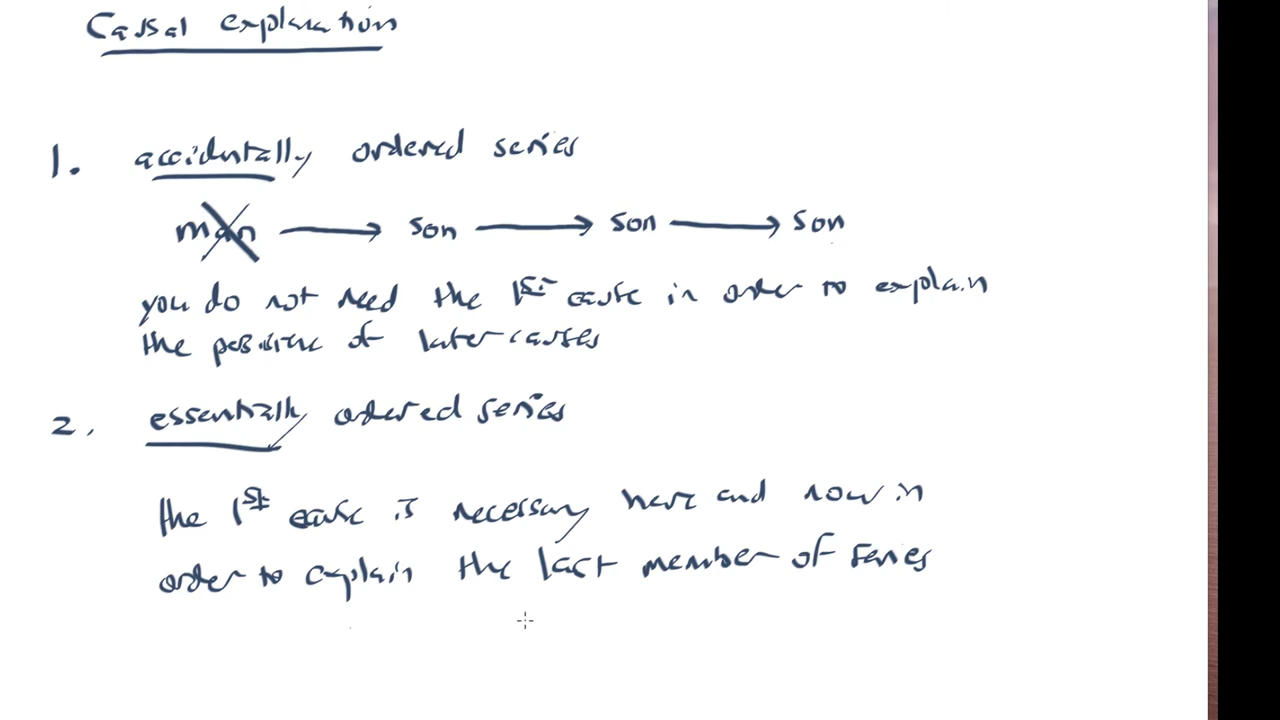 Causal explanation
1. accidentally ordered series
man → son → son → son
you do not need the 1st cause in order to explain
the of later causes
2. essentially ordered series
the 1st cause is necessary here and now in
order to explain the last member of series